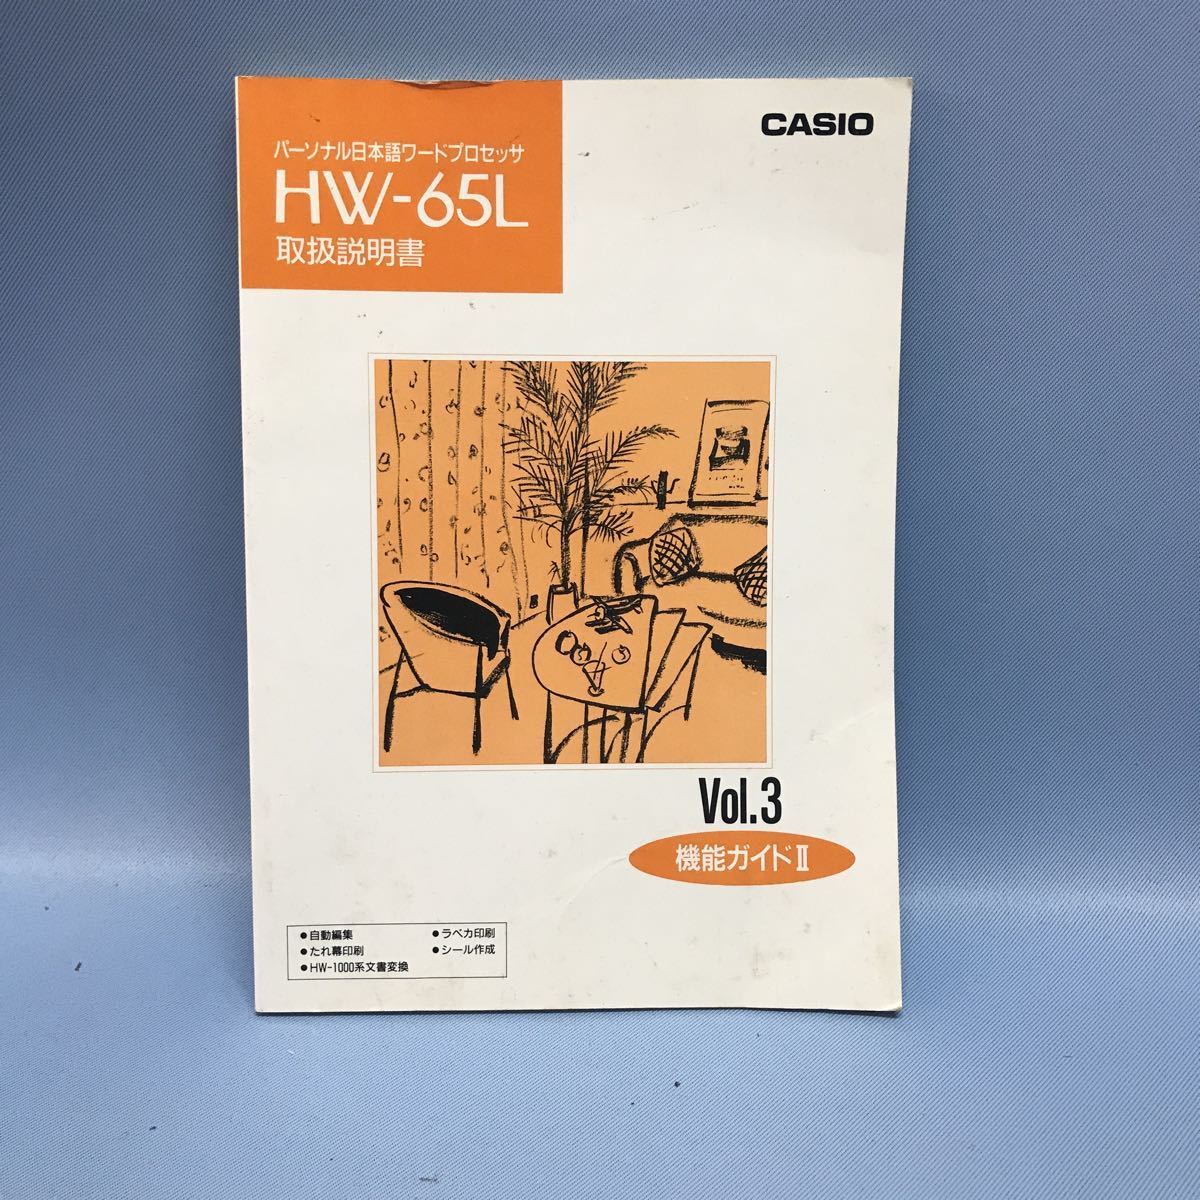 CASIO
パーソナル日本語ワードプロセッサ
HW-65L
取扱説明書
Vol.3
機能ガイドⅡ
●自動編集
●たれ幕印刷
●HW-1000系文書変換
●ラベカ印刷
●シール作成